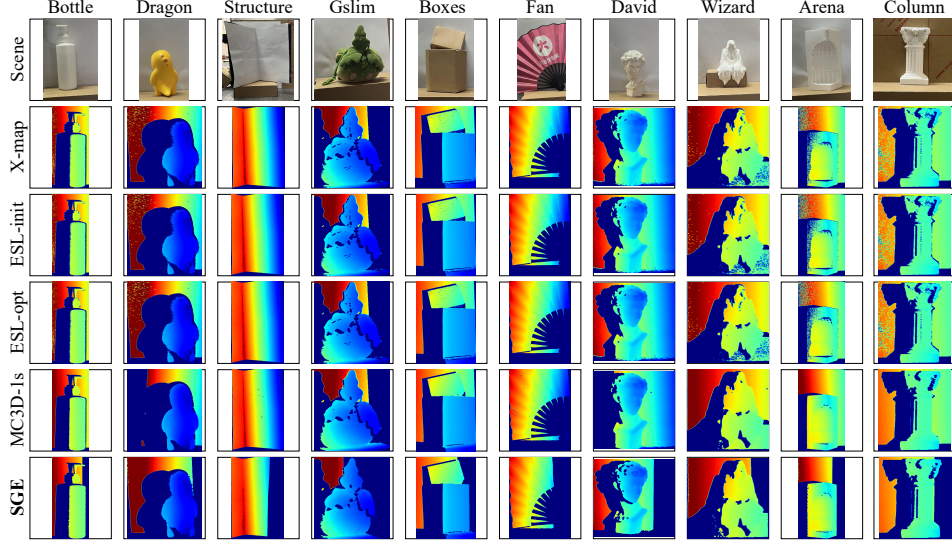 Bottle Dragon Structure Gslim Boxes Fan David Wizard Arena Column
Scene
X-map
ESL-init
ESL-opt
MC3D-1s
SGE